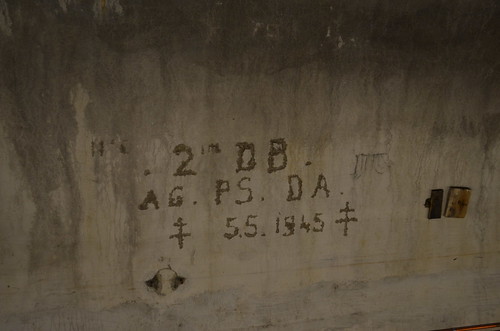 . 2me DB.
AG. PS. DA.
‡ 5.5.1945 ‡